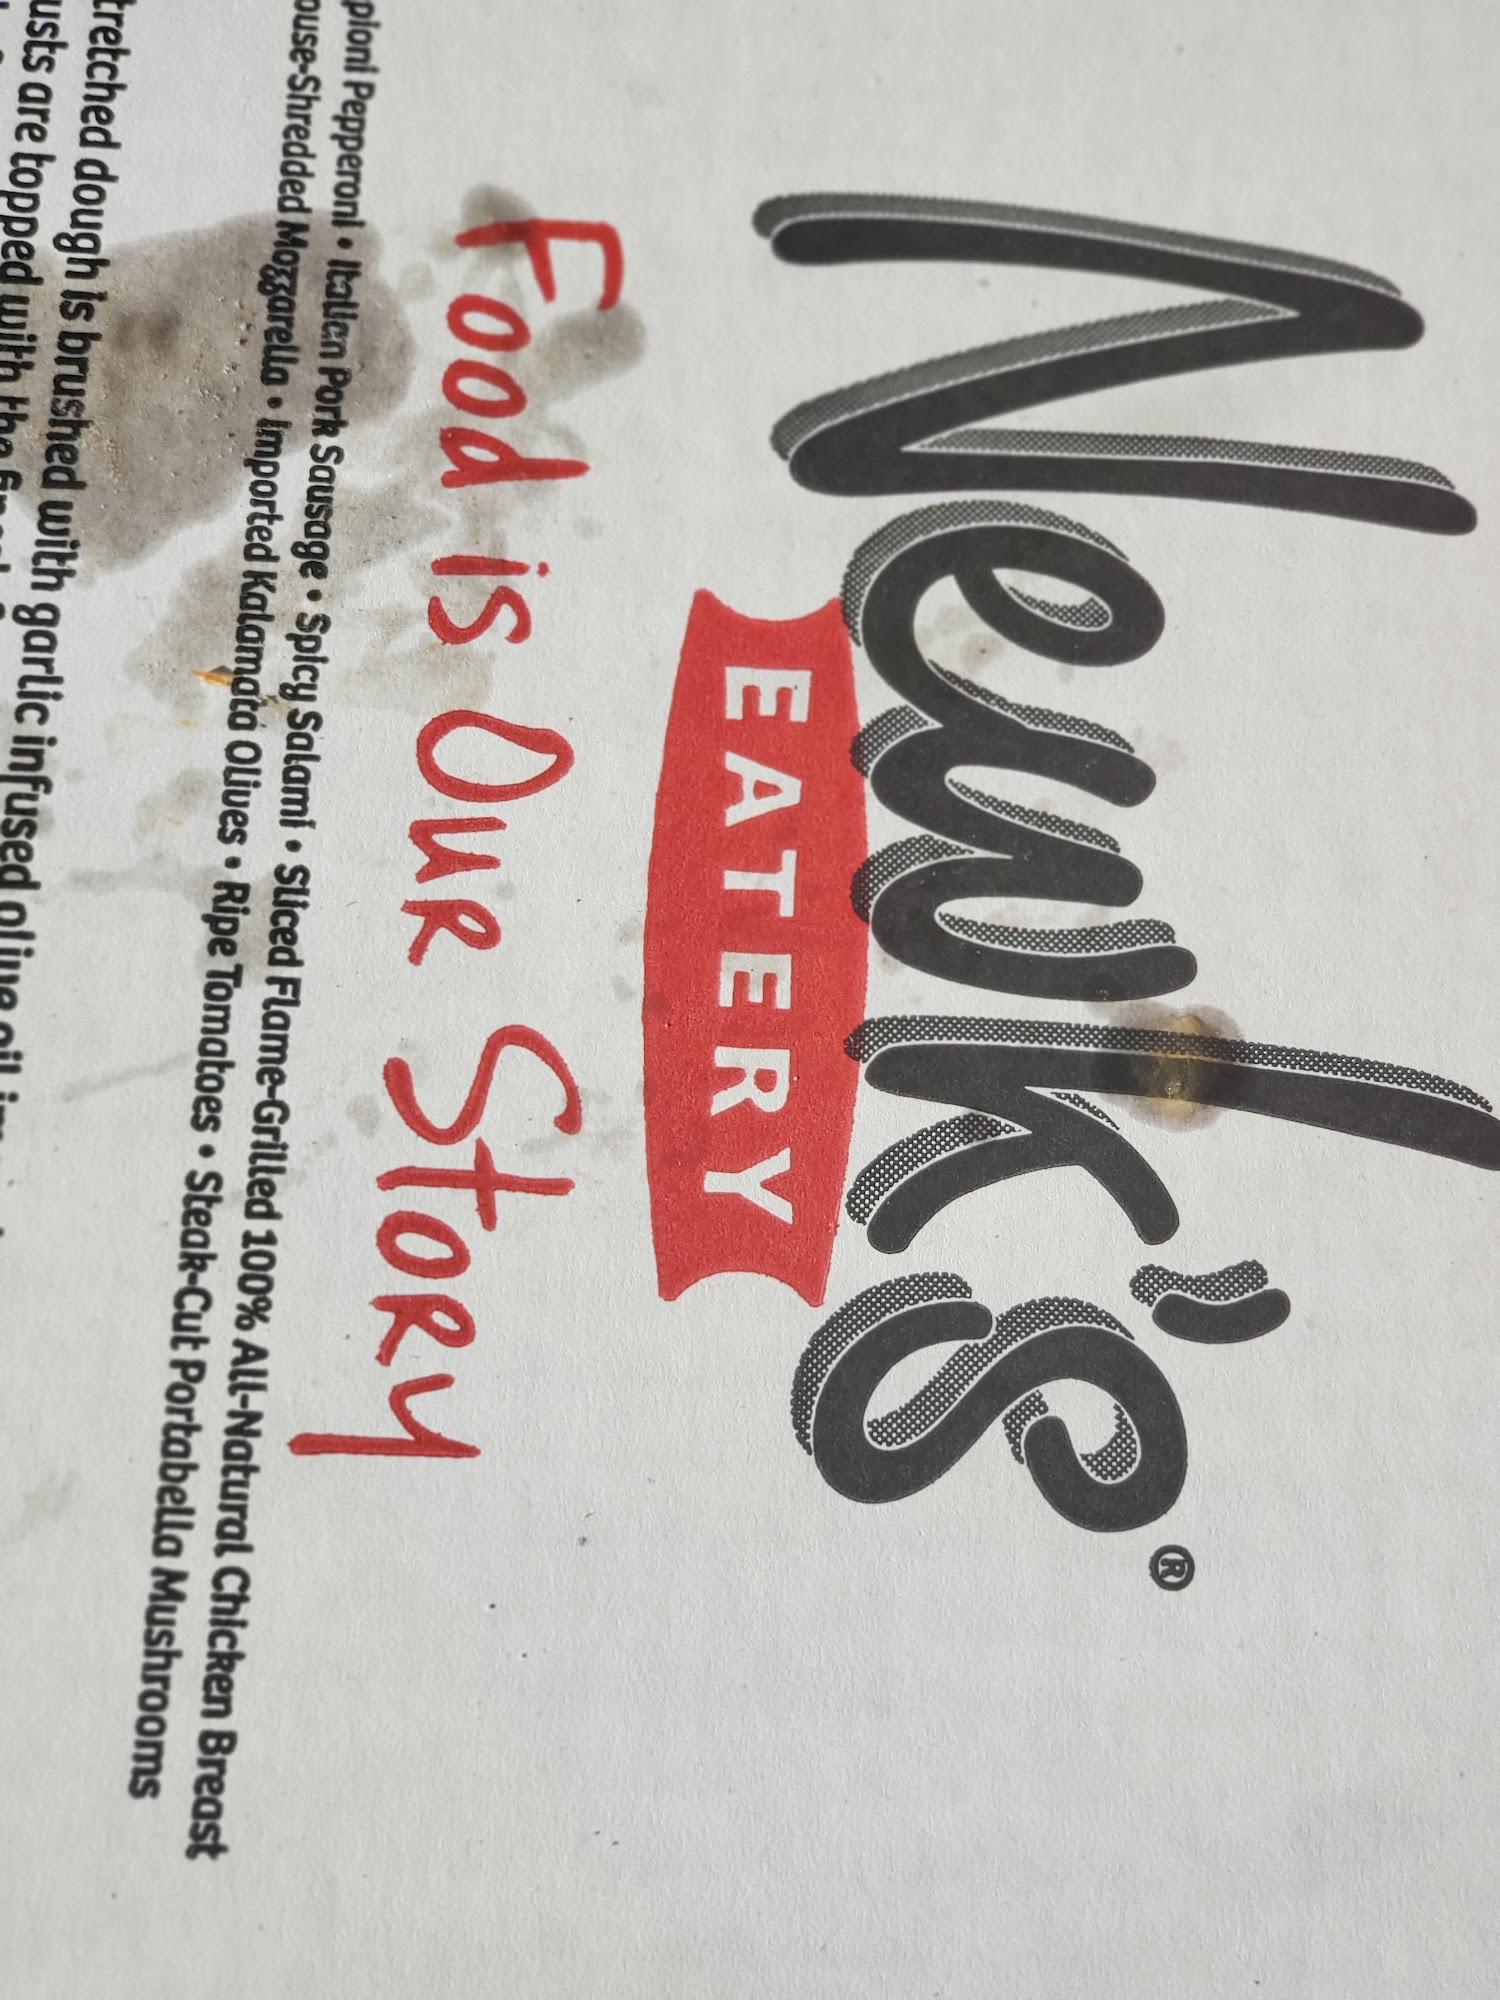 Newk's®
EATERY
Food is Our Story
pioni Pepperoni • Italian Pork Sausage • Spicy Salami • Sliced Flame-Grilled 100% All-Natural Chicken Breast
ouse-Shredded Mozzarella • Imported Kalamata Olives • Ripe Tomatoes • Steak-Cut Portabella Mushrooms
tretched dough is brushed with garlic infused olive oil
usts are topped with the